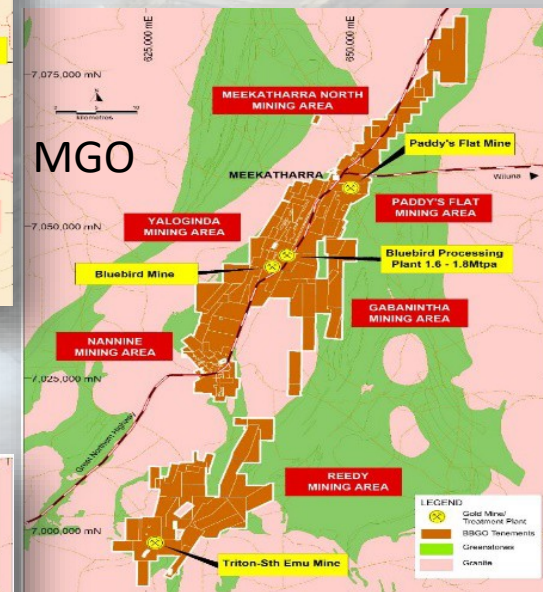 625,000 mE
650,000 mE
7,075,000 mN
MEEKATHARRA NORTH
MINING AREA
kilometres
MGO
Paddy's Flat Mine
MEEKATHARRA
Wiluna
PADDY'S FLAT
MINING AREA
YALOGINDA
MINING AREA
7,050,000 mN
Bluebird Processing
Plant 1.6 - 1.8Mtpa
Bluebird Mine
GABANINTHA
MINING AREA
NANNINE
MINING AREA
7,025,000 mN
Great Northern Highway
REEDY
MINING AREA
LEGEND
Gold Mine/
Treatment Plant
BBGO Tenements
Greenstones
Granite
7,000,000 mN
Triton-Sth Emu Mine